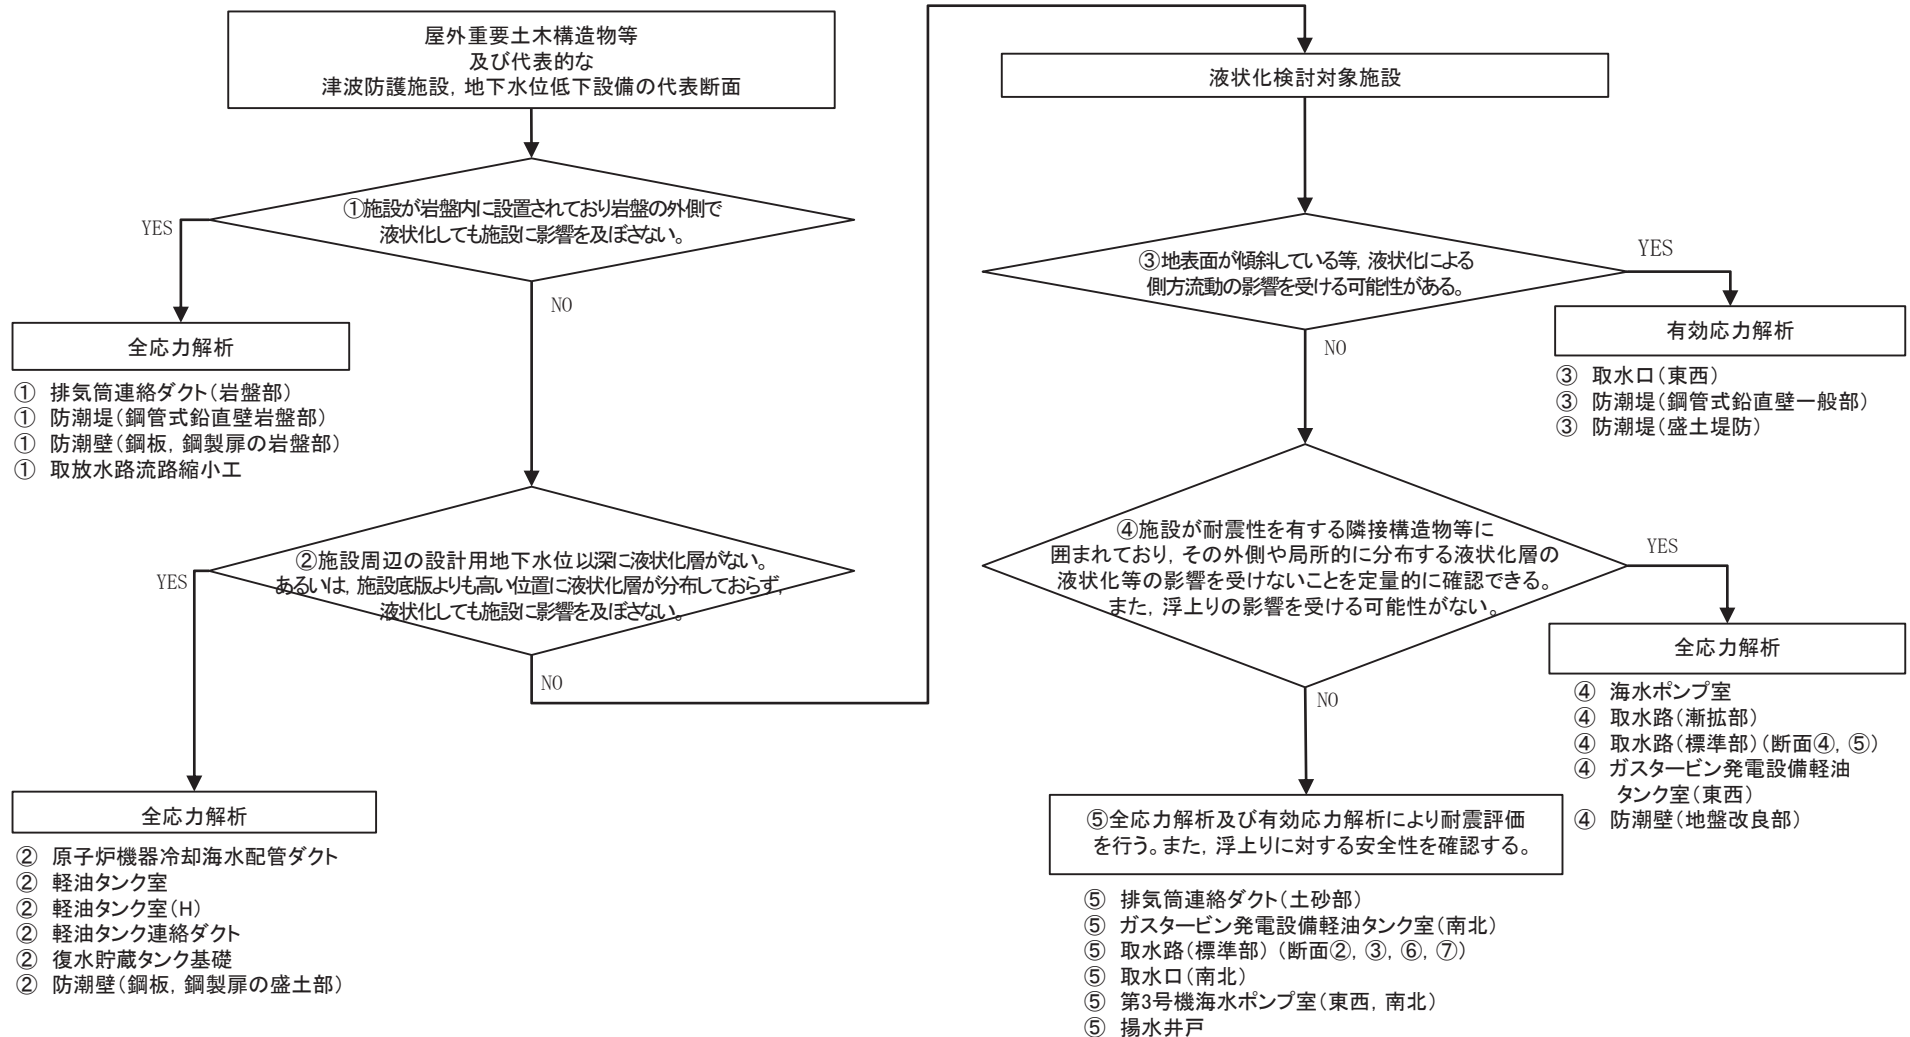 屋外重要土木構造物等
及び代表的な
津波防護施設, 地下水位低下設備の代表断面
①施設が岩盤内に設置されており岩盤の外側で
液状化しても施設に影響を及ぼさない。
YES
NO
全応力解析
① 排気筒連絡ダクト(岩盤部)
① 防潮堤(鋼管式鉛直壁岩盤部)
① 防潮壁(鋼板, 鋼製扉の岩盤部)
① 取放水路流路縮小工
②施設周辺の設計用地下水位以深に液状化層がない。
あるいは, 施設底版よりも高い位置に液状化層が分布しておらず,
液状化しても施設に影響を及ぼさない。
YES
NO
全応力解析
② 原子炉機器冷却海水配管ダクト
② 軽油タンク室
② 軽油タンク室(H)
② 軽油タンク連絡ダクト
② 復水貯蔵タンク基礎
② 防潮壁(鋼板, 鋼製扉の盛土部)
液状化検討対象施設
③地表面が傾斜している等, 液状化による
側方流動の影響を受ける可能性がある。
YES
NO
有効応力解析
③ 取水口(東西)
③ 防潮堤(鋼管式鉛直壁一般部)
③ 防潮堤(盛土堤防)
④施設が耐震性を有する隣接構造物等に
囲まれており, その外側や局所的に分布する液状化層の
液状化等の影響を受けないことを定量的に確認できる。
また, 浮上りの影響を受ける可能性がない。
YES
NO
全応力解析
④ 海水ポンプ室
④ 取水路(漸拡部)
④ 取水路(標準部)(断面④, ⑤)
④ ガスタービン発電設備軽油
タンク室(東西)
④ 防潮壁(地盤改良部)
⑤全応力解析及び有効応力解析により耐震評価
を行う。また, 浮上りに対する安全性を確認する。
⑤ 排気筒連絡ダクト(土砂部)
⑤ ガスタービン発電設備軽油タンク室(南北)
⑤ 取水路(標準部) (断面②, ③, ⑥, ⑦)
⑤ 取水口(南北)
⑤ 第3号機海水ポンプ室(東西, 南北)
⑤ 揚水井戸